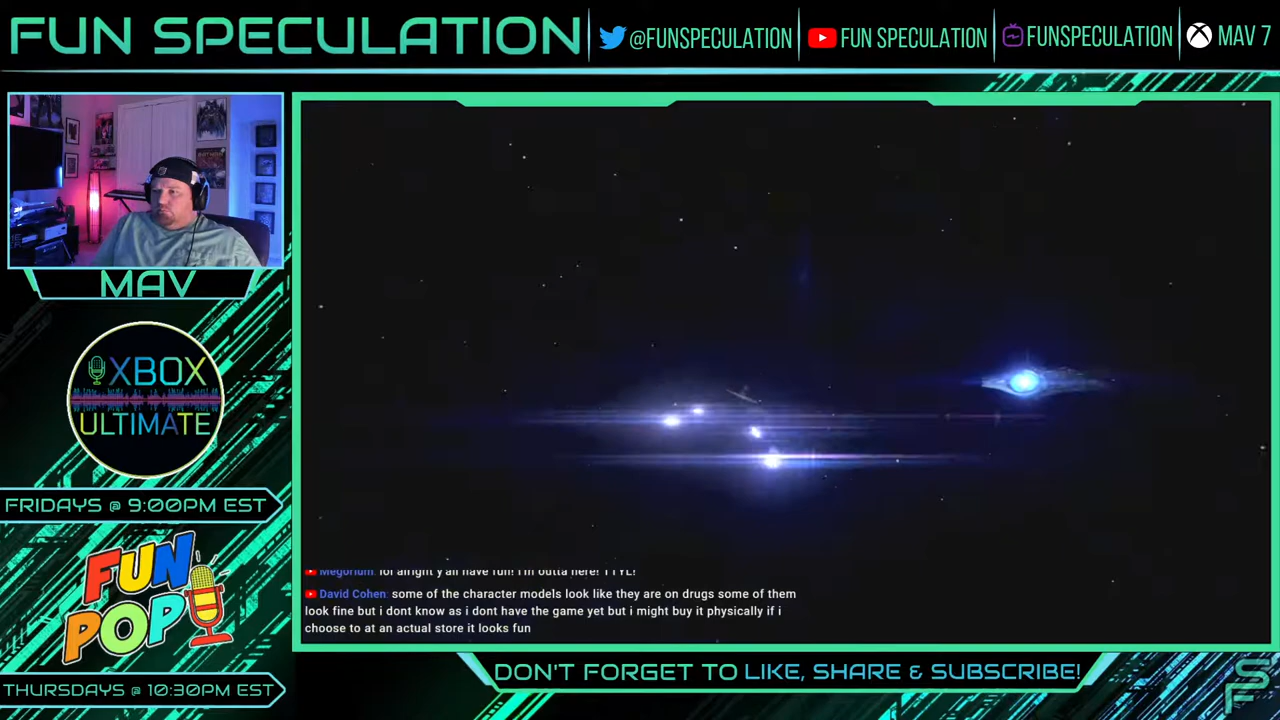 FUN SPECULATION
@FUNSPECULATION
FUN SPECULATION
FUNSPECULATION
MAV 7
MAV
XBOX
ULTIMATE
FRIDAYS @ 9:00PM EST
FUN
POP
THURSDAYS @ 10:30PM EST
Megorium: lol alright y'all have fun! I'm outta here! TTYL!
David Cohen: some of the character models look like they are on drugs some of them
look fine but i dont know as i dont have the game yet but i might buy it physically if i
choose to at an actual store it looks fun
DON'T FORGET TO LIKE, SHARE & SUBSCRIBE!
SF